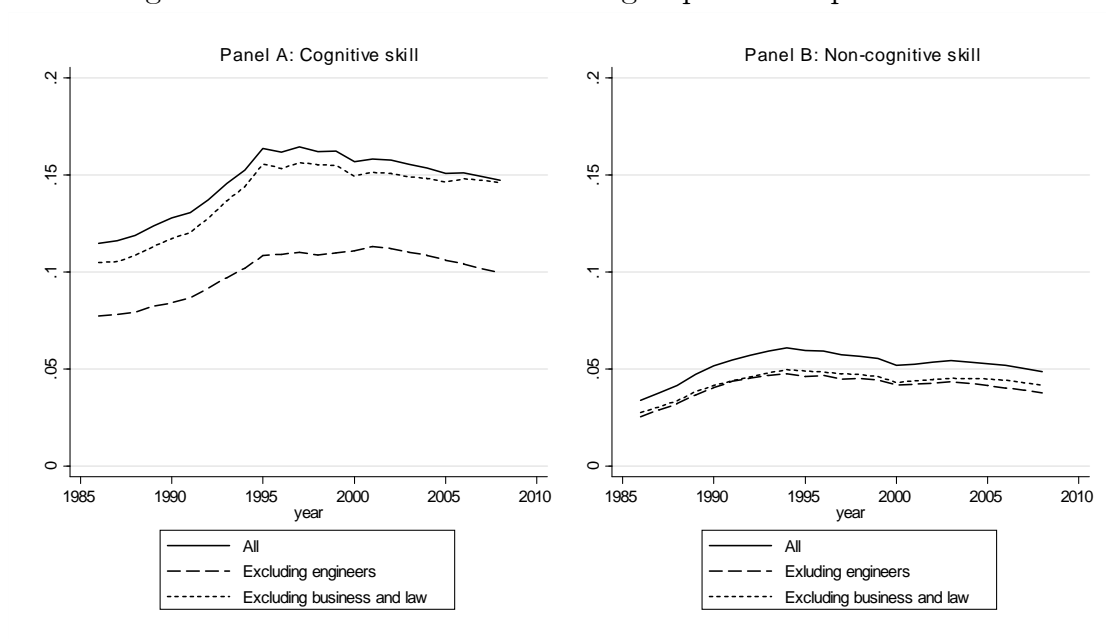 Panel A: Cognitive skill
.2
.15
.1
.05
0
1985 1990 1995 2000 2005 2010
year
All
Excluding engineers
Excluding business and law
Panel B: Non-cognitive skill
.2
.15
.1
.05
0
1985 1990 1995 2000 2005 2010
year
All
Exluding engineers
Excluding business and law